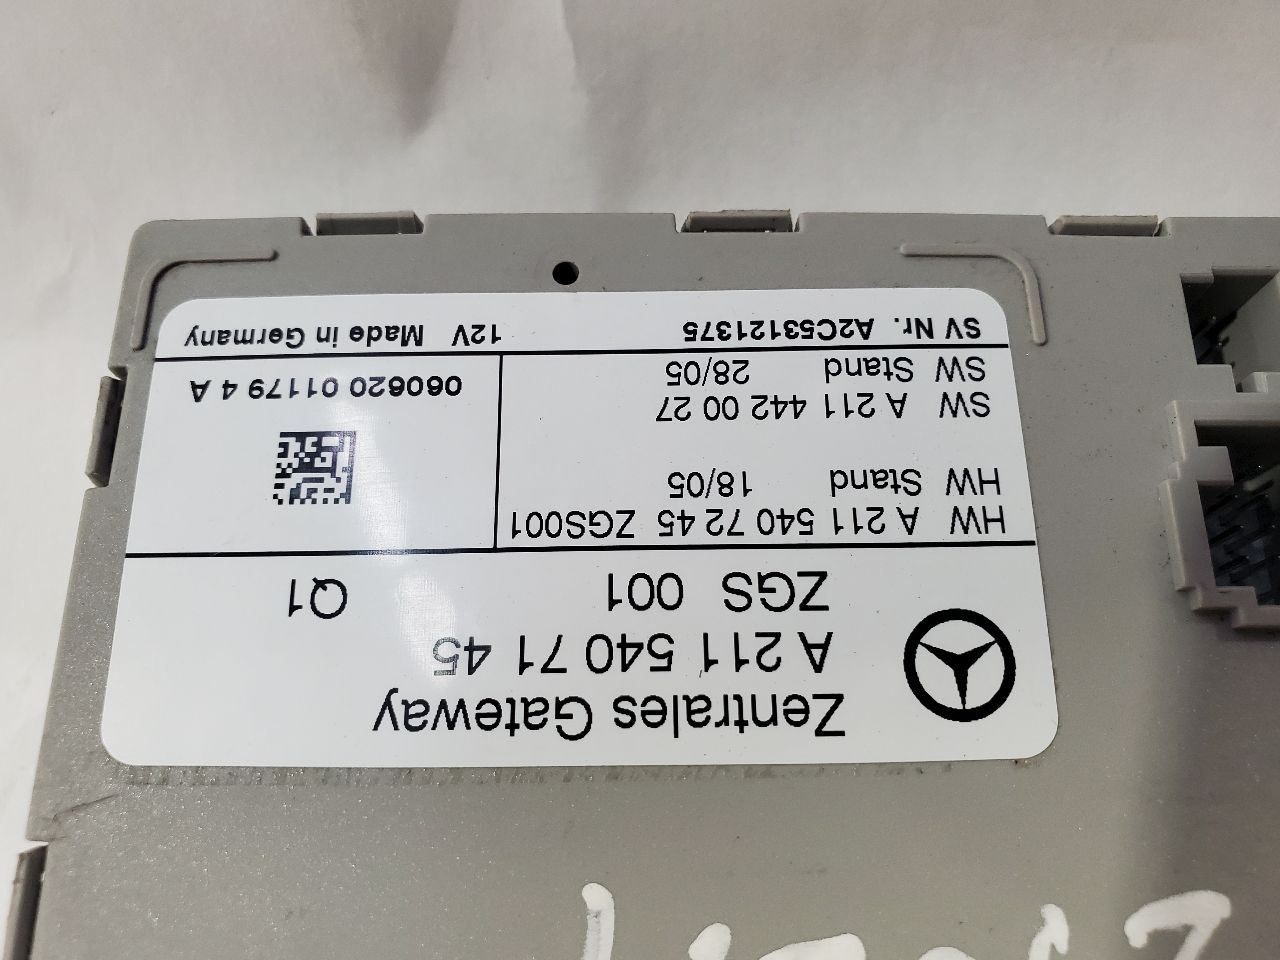 Zentrales Gateway
A 211 540 71 45
ZGS 001 Q1
HW A 211 540 72 45 ZGS001
HW Stand 18/05
SW A 211 442 00 27
SW Stand 28/05
060620 01179 4 A
SV Nr. A2C53121375 12V Made in Germany